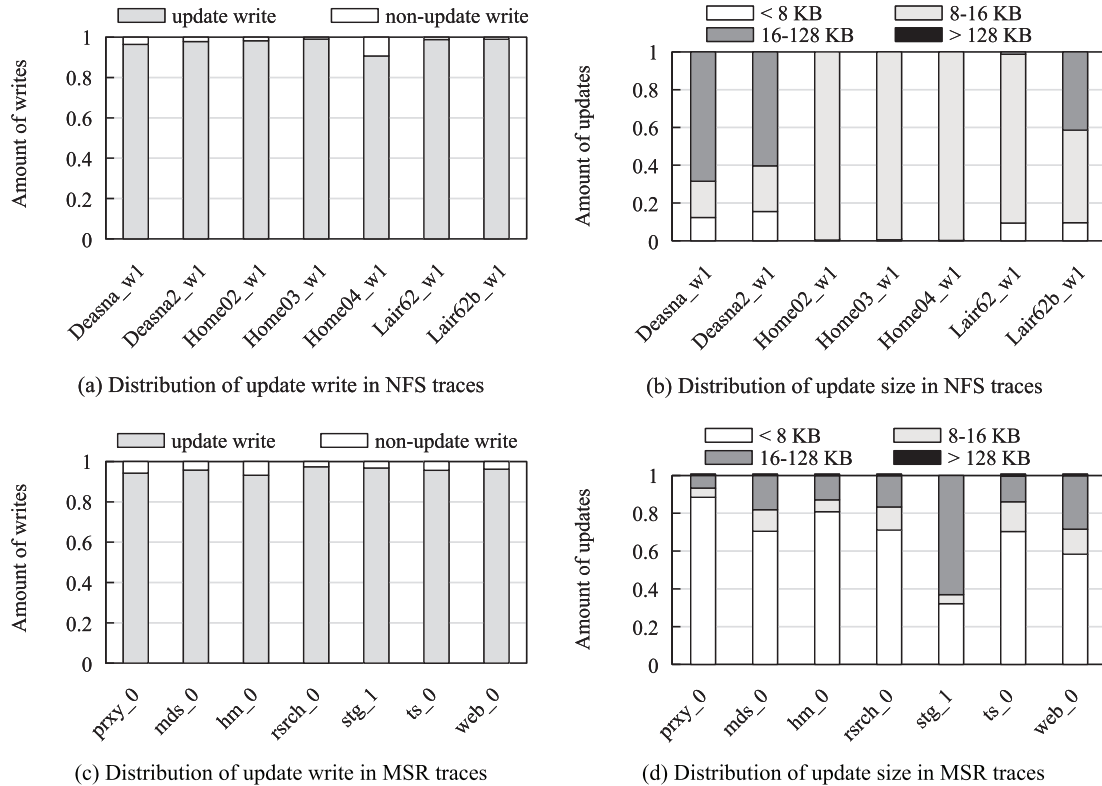 update write non-update write
Amount of writes
1
0.8
0.6
0.4
0.2
0
Deasna_w1 Deasna2_w1 Home02_w1 Home03_w1 Home04_w1 Lair62_w1 Lair62b_w1
(a) Distribution of update write in NFS traces
< 8 KB 8-16 KB
16-128 KB > 128 KB
Amount of updates
1
0.8
0.6
0.4
0.2
0
Deasna_w1 Deasna2_w1 Home02_w1 Home03_w1 Home04_w1 Lair62_w1 Lair62b_w1
(b) Distribution of update size in NFS traces
update write non-update write
Amount of writes
1
0.8
0.6
0.4
0.2
0
prxy_0 mds_0 hm_0 rsrch_0 stg_1 ts_0 web_0
(c) Distribution of update write in MSR traces
< 8 KB 8-16 KB
16-128 KB > 128 KB
Amount of updates
1
0.8
0.6
0.4
0.2
0
prxy_0 mds_0 hm_0 rsrch_0 stg_1 ts_0 web_0
(d) Distribution of update size in MSR traces